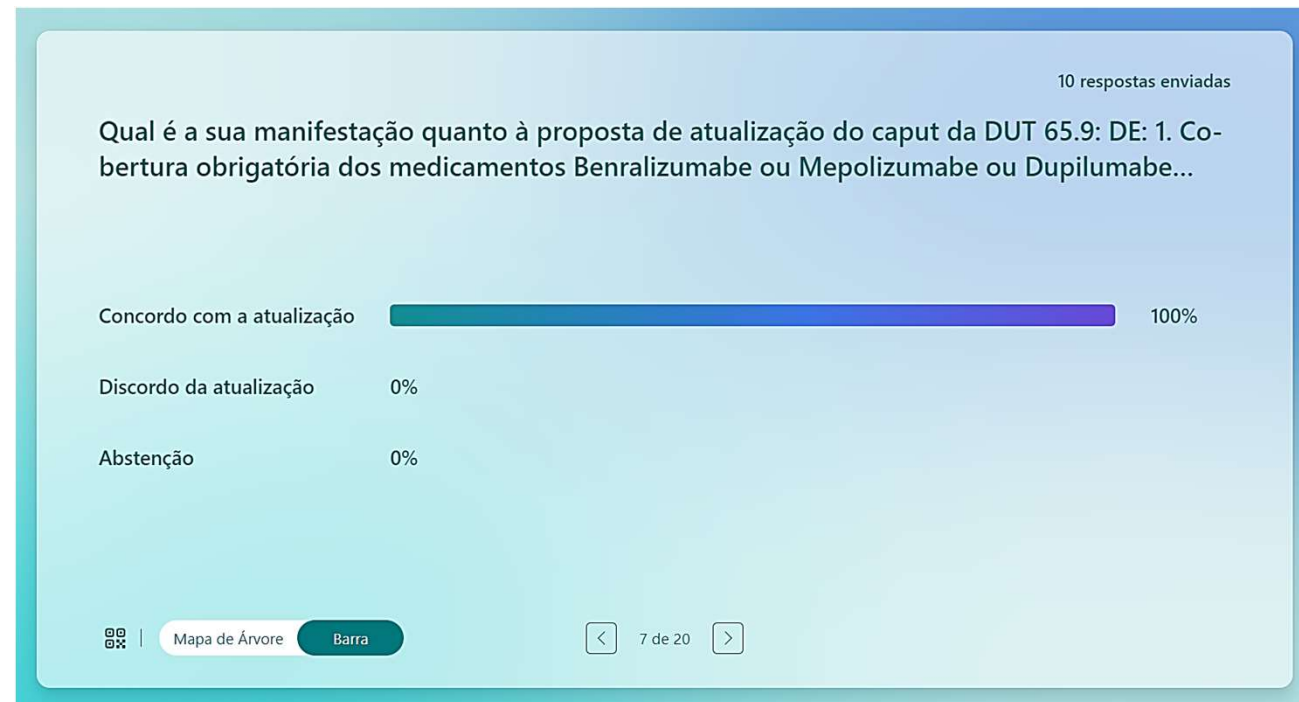 10 respostas enviadas
Qual é a sua manifestação quanto à proposta de atualização do caput da DUT 65.9: DE: 1. Co-
bertura obrigatória dos medicamentos Benralizumabe ou Mepolizumabe ou Dupilumabe...
Concordo com a atualização 100%
Discordo da atualização 0%
Abstenção 0%
Mapa de Árvore Barra 7 de 20